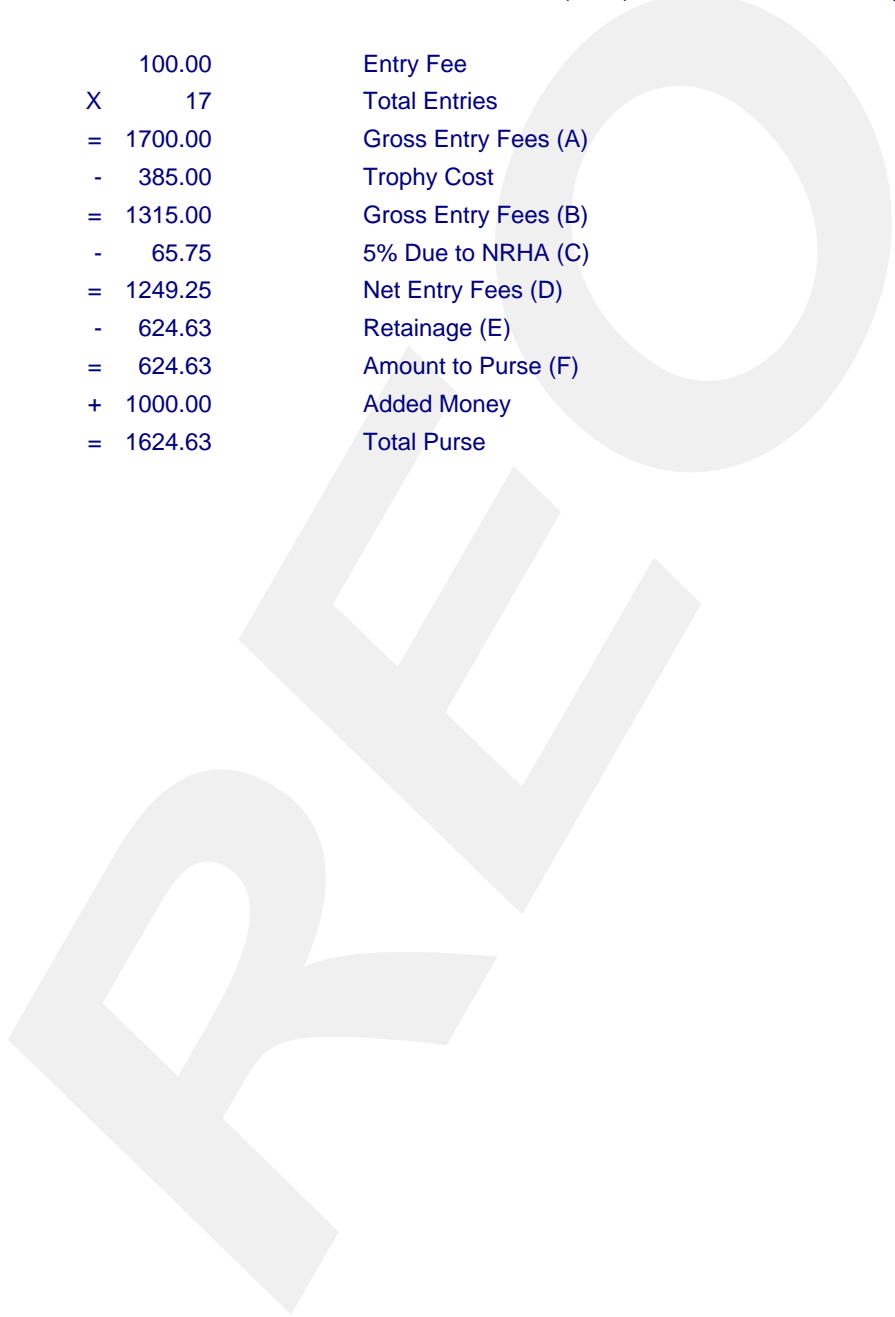 100.00 Entry Fee
X 17 Total Entries
= 1700.00 Gross Entry Fees (A)
- 385.00 Trophy Cost
= 1315.00 Gross Entry Fees (B)
- 65.75 5% Due to NRHA (C)
= 1249.25 Net Entry Fees (D)
- 624.63 Retainage (E)
= 624.63 Amount to Purse (F)
+ 1000.00 Added Money
= 1624.63 Total Purse
REO